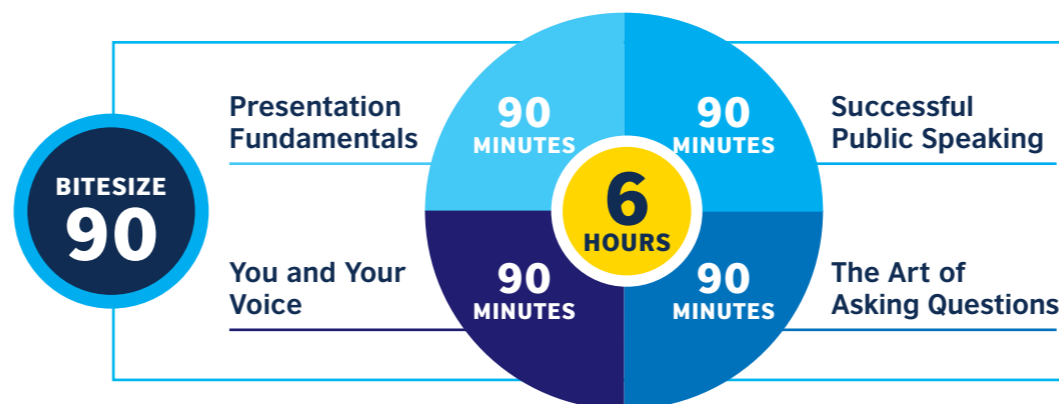 BITESIZE
90
Presentation
Fundamentals
90
MINUTES
90
MINUTES
Successful
Public Speaking
6
HOURS
You and Your
Voice
90
MINUTES
90
MINUTES
The Art of
Asking Questions